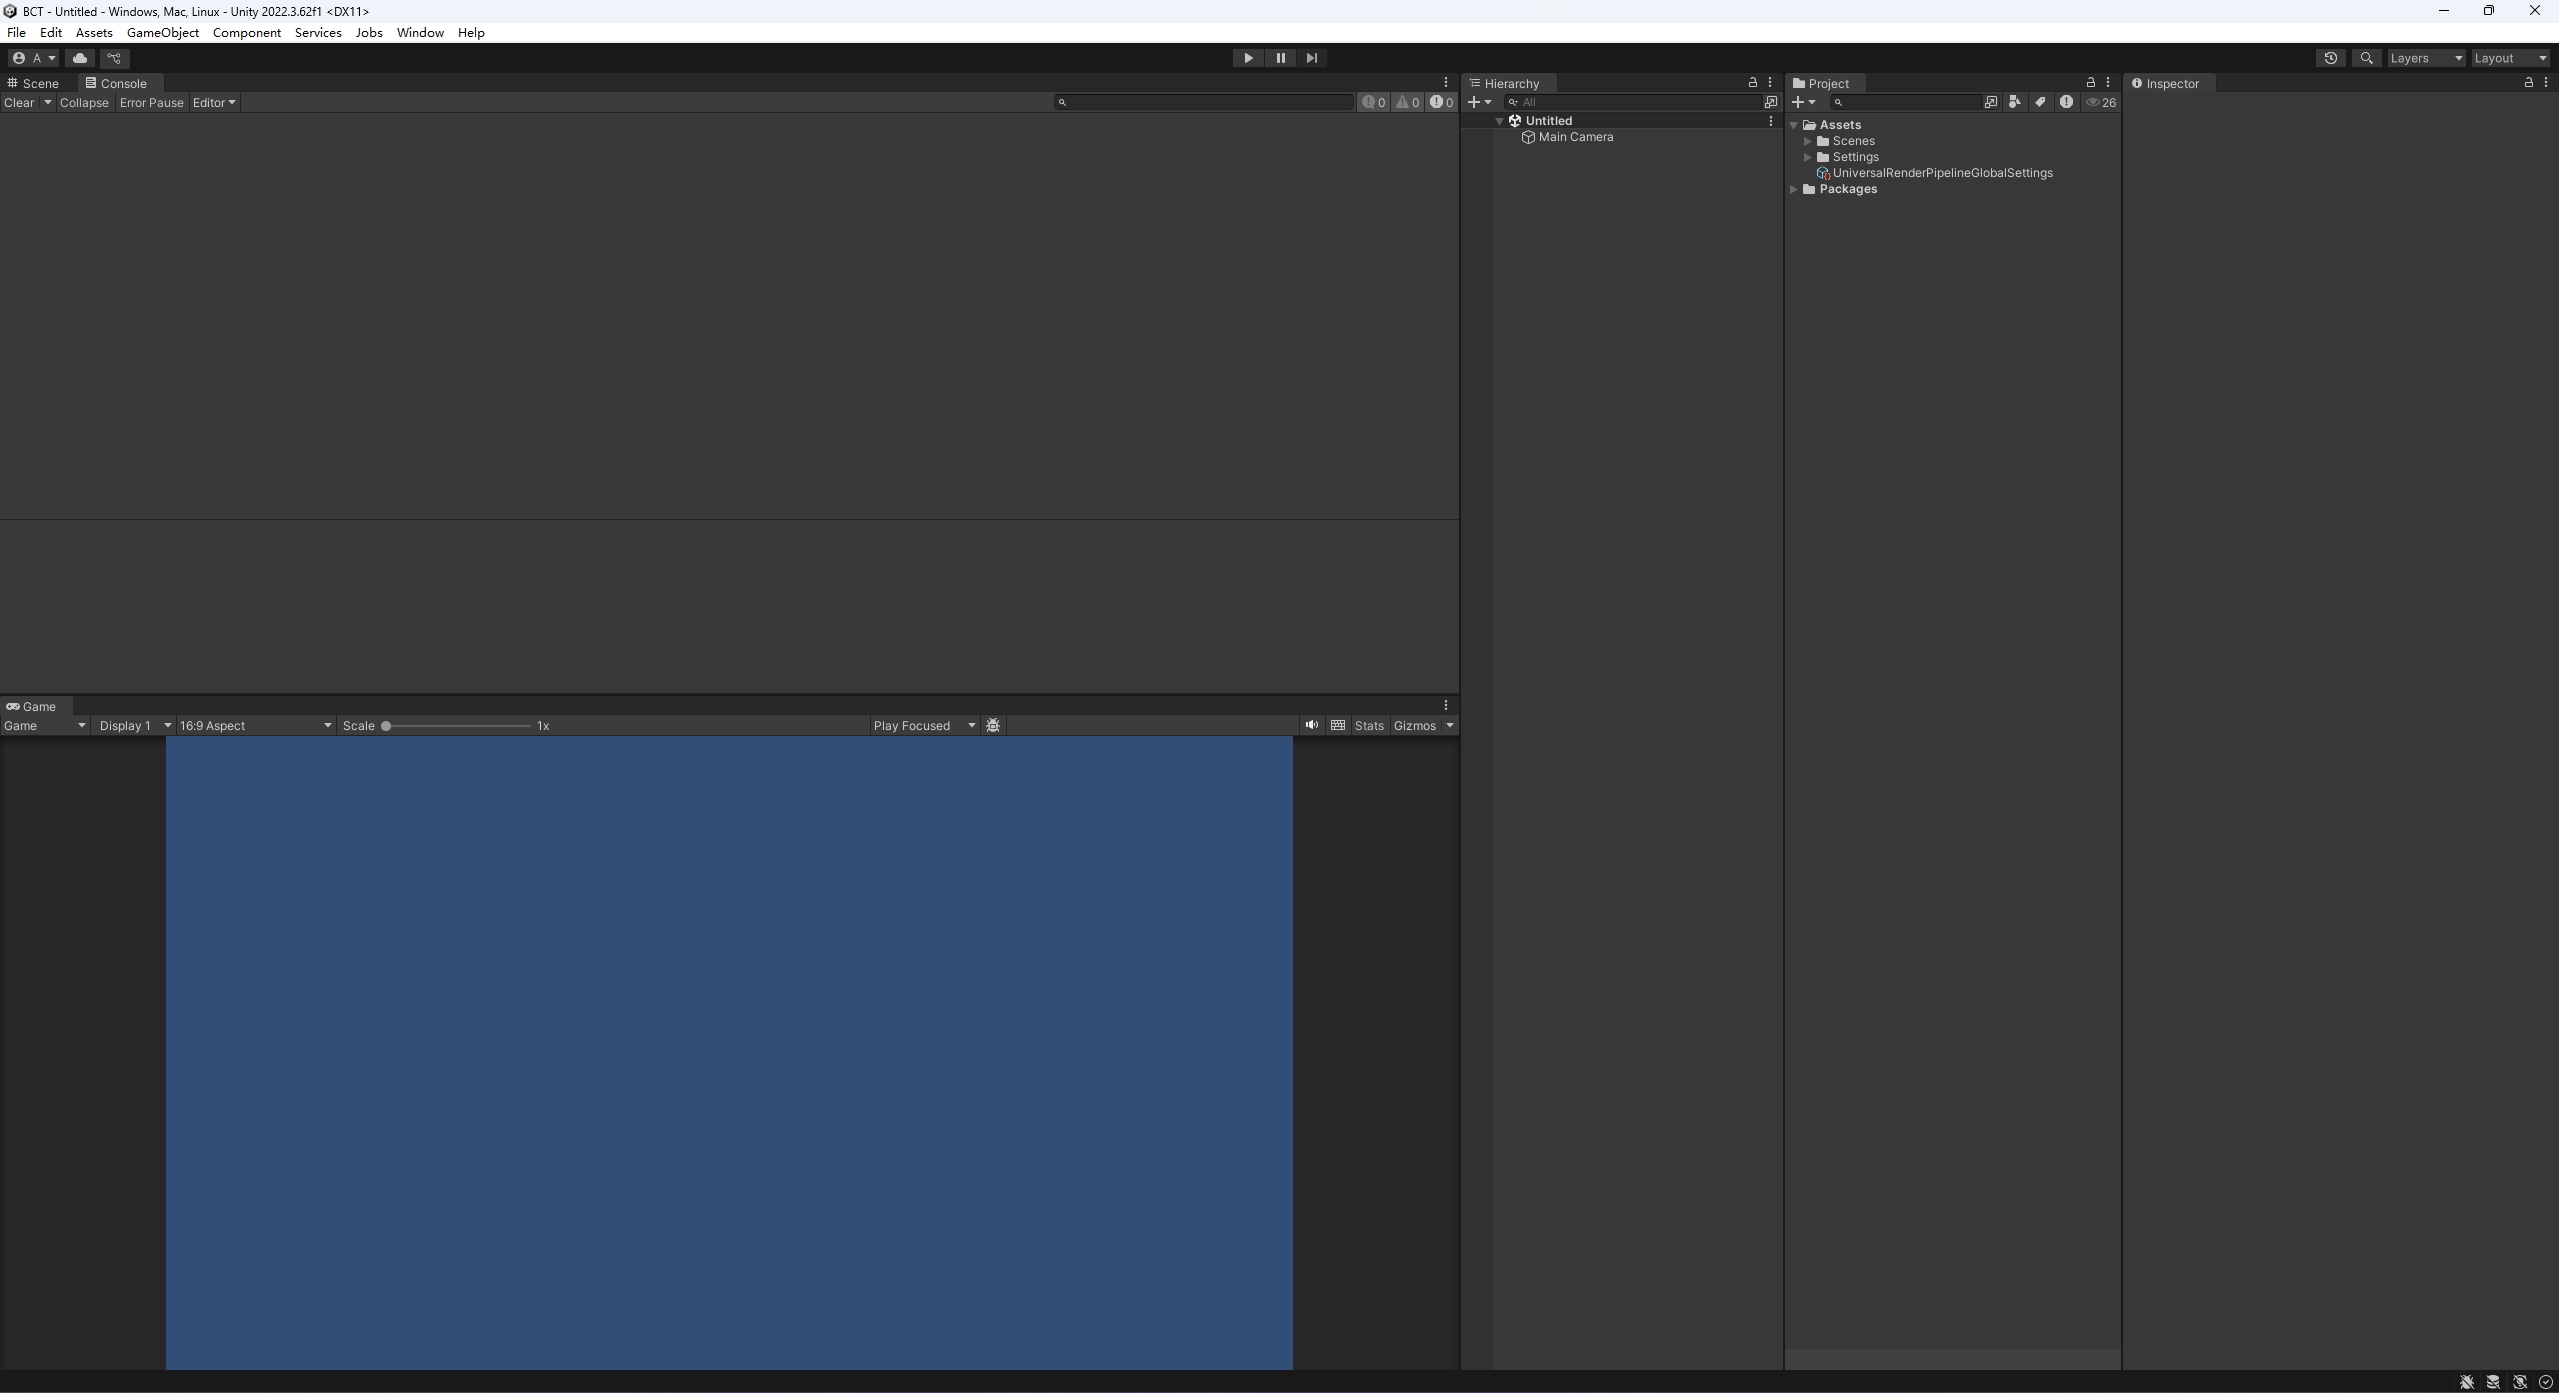 BCT - Untitled - Windows, Mac, Linux - Unity 2022.3.62f1 <DX11>
File Edit Assets GameObject Component Services Jobs Window Help
A Layers Layout
Scene Console
Clear Collapse Error Pause Editor 0 0 0
Hierarchy
All
Untitled
Main Camera
Project
26
Assets
Scenes
Settings
UniversalRenderPipelineGlobalSettings
Packages
Inspector
Game
Game Display 1 16:9 Aspect Scale 1x Play Focused Stats Gizmos